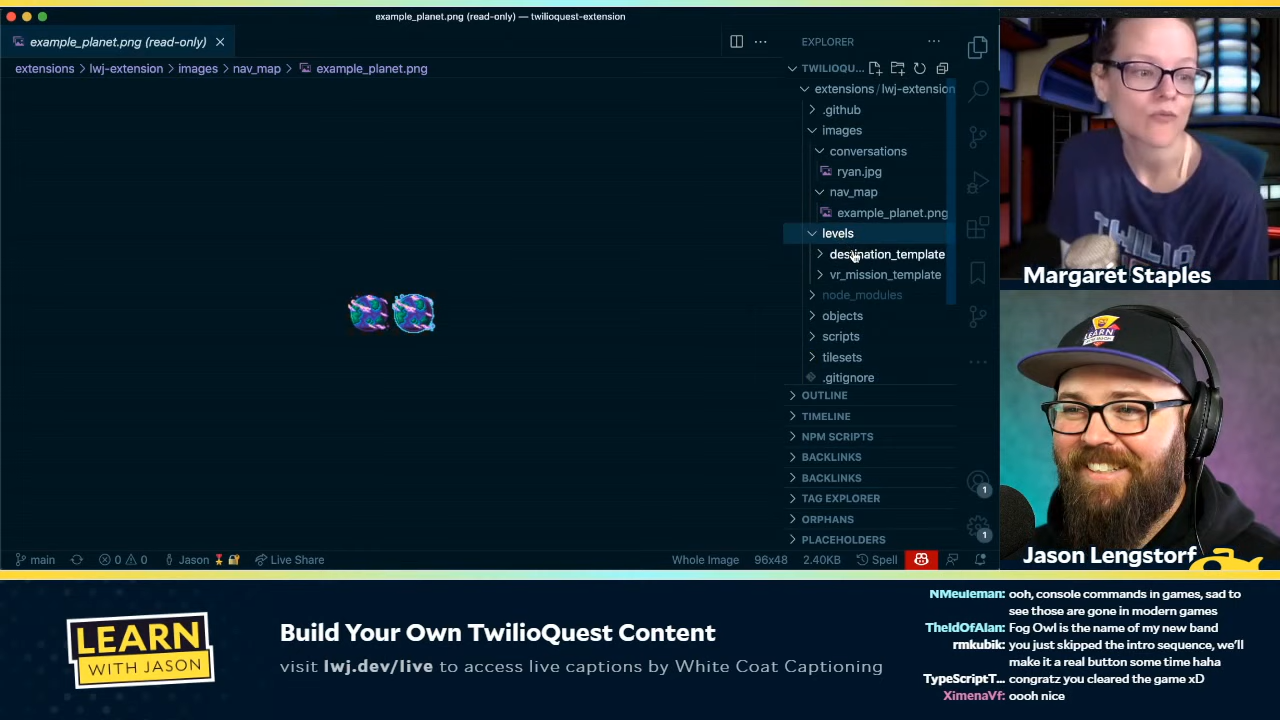 example_planet.png (read-only) — twilioquest-extension
example_planet.png (read-only)
extensions > lwj-extension > images > nav_map > example_planet.png
EXPLORER
TWILIOQU...
extensions / lwj-extension
.github
images
conversations
ryan.jpg
nav_map
example_planet.png
levels
destination_template
vr_mission_template
node_modules
objects
scripts
tilesets
.gitignore
OUTLINE
TIMELINE
NPM SCRIPTS
BACKLINKS
BACKLINKS
TAG EXPLORER
ORPHANS
PLACEHOLDERS
1
1
main
0 0
Jason
Live Share
Whole Image
96x48
2.40KB
Spell
TWILIO
Margaret Staples
LEARN
Jason Lengstorf
LEARN
WITH JASON
Build Your Own TwilioQuest Content
visit lwj.dev/live to access live captions by White Coat Captioning
NMeuleman: ooh, console commands in games, sad to
see those are gone in modern games
TheIdOfAlan: Fog Owl is the name of my new band
rmkubik: you just skipped the intro sequence, we'll
make it a real button some time haha
TypeScriptT... congratz you cleared the game xD
XimenaVf: oooh nice